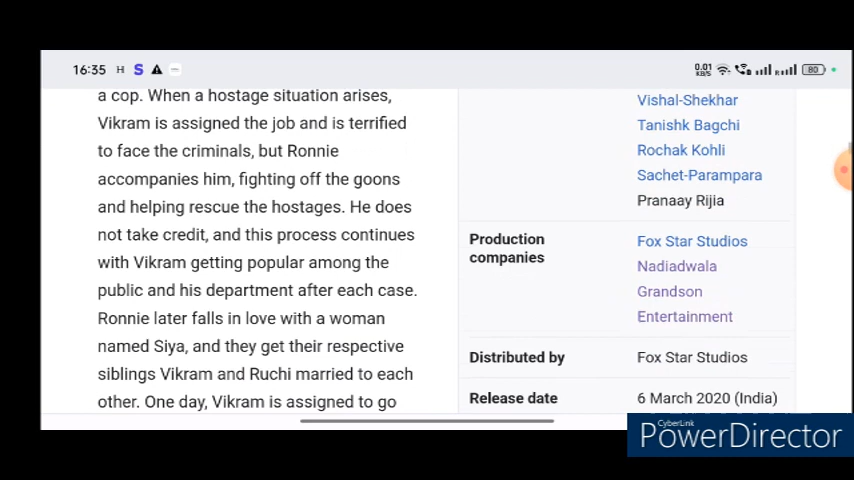 16:35 H S
0.01 KB/S
80
a cop. When a hostage situation arises,
Vikram is assigned the job and is terrified
to face the criminals, but Ronnie
accompanies him, fighting off the goons
and helping rescue the hostages. He does
not take credit, and this process continues
with Vikram getting popular among the
public and his department after each case.
Ronnie later falls in love with a woman
named Siya, and they get their respective
siblings Vikram and Ruchi married to each
other. One day, Vikram is assigned to go
Vishal-Shekhar
Tanishk Bagchi
Rochak Kohli
Sachet-Parampara
Pranaay Rijia
Production
companies
Fox Star Studios
Nadiadwala
Grandson
Entertainment
Distributed by
Fox Star Studios
Release date
6 March 2020 (India)
CyberLink
PowerDirector